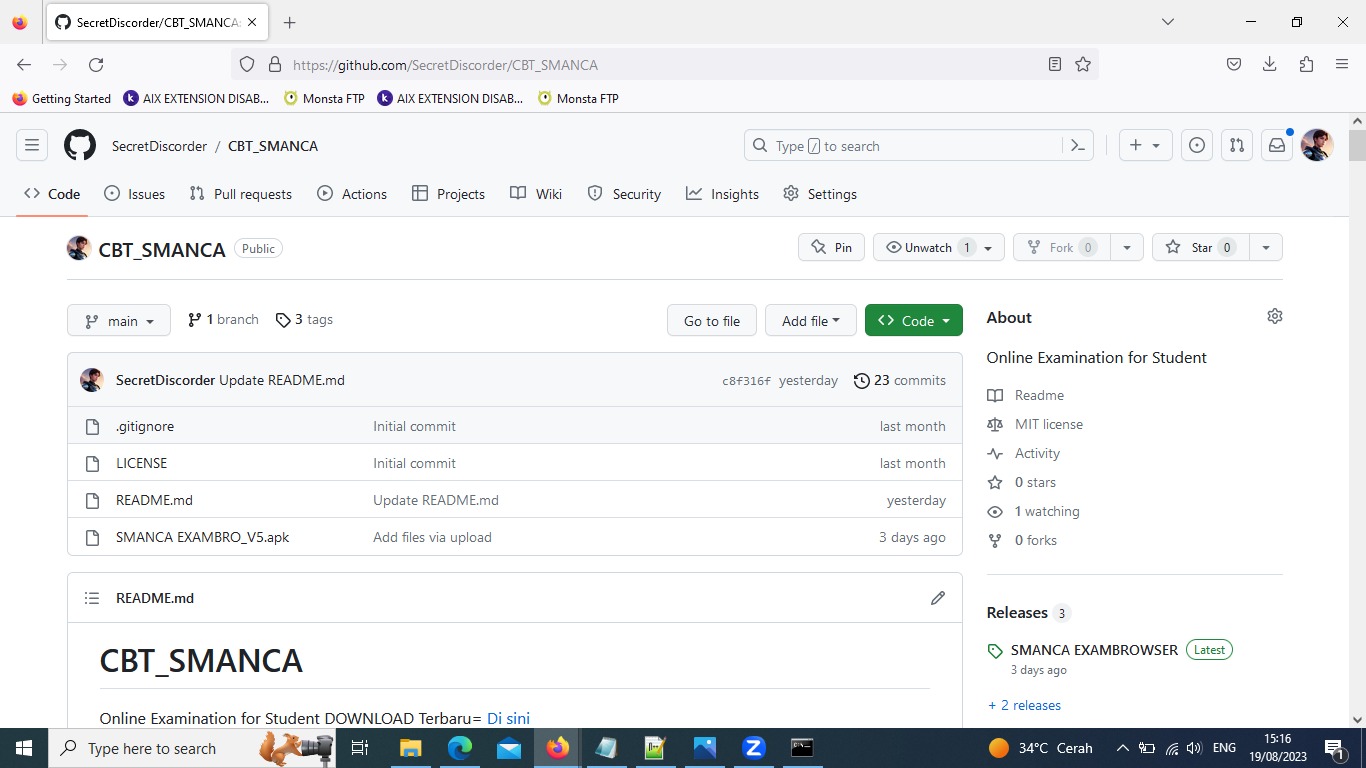 SecretDiscorder/CBT_SMANCA:
https://github.com/SecretDiscorder/CBT_SMANCA
Getting Started AIX EXTENSION DISAB... Monsta FTP AIX EXTENSION DISAB... Monsta FTP
SecretDiscorder / CBT_SMANCA Type / to search
Code Issues Pull requests Actions Projects Wiki Security Insights Settings
CBT_SMANCA Public Pin Unwatch 1 Fork 0 Star 0
main 1 branch 3 tags Go to file Add file Code
SecretDiscorder Update README.md c8f316f yesterday 23 commits
.gitignore Initial commit last month
LICENSE Initial commit last month
README.md Update README.md yesterday
SMANCA EXAMBRO_V5.apk Add files via upload 3 days ago
README.md
CBT_SMANCA
Online Examination for Student DOWNLOAD Terbaru= Di sini
About
Online Examination for Student
Readme
MIT license
Activity
0 stars
1 watching
0 forks
Releases 3
SMANCA EXAMBROWSER Latest
3 days ago
+ 2 releases
Type here to search 34°C Cerah ENG 15:16
19/08/2023 1